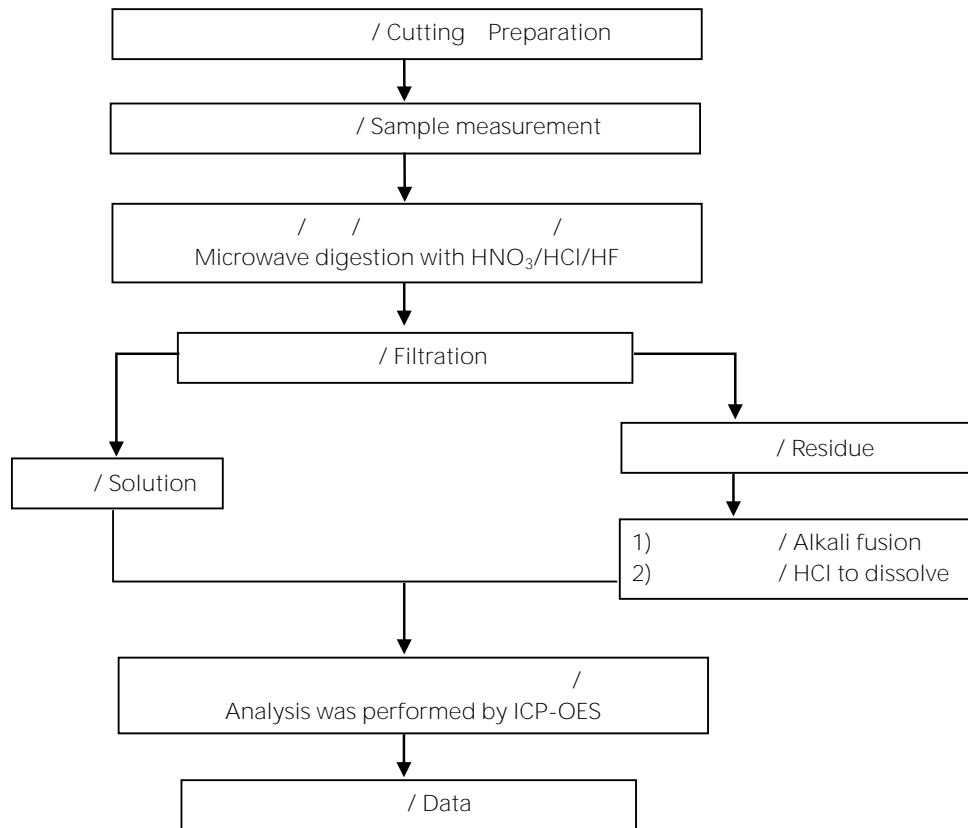 / Cutting Preparation
/ Sample measurement
/ / /
Microwave digestion with HNO₃/HCl/HF
/ Filtration
/ Residue
/ Solution
1) / Alkali fusion
2) / HCl to dissolve
/
Analysis was performed by ICP-OES
/ Data